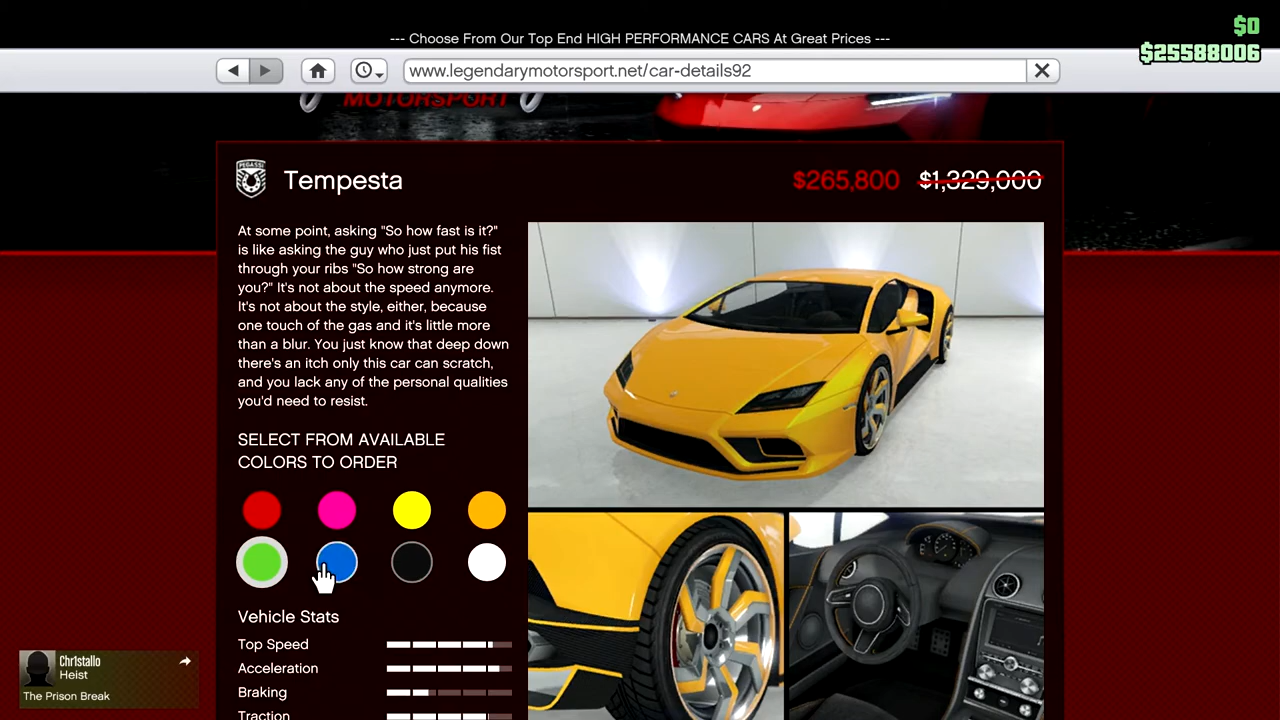 $0
--- Choose From Our Top End HIGH PERFORMANCE CARS At Great Prices ---
$25588006
www.legendarymotorsport.net/car-details92
MOTORSPORT
PEGASSI
Tempesta
$265,800 $1,329,000
At some point, asking "So how fast is it?"
is like asking the guy who just put his fist
through your ribs "So how strong are
you?" It's not about the speed anymore.
It's not about the style, either, because
one touch of the gas and it's little more
than a blur. You just know that deep down
there's an itch only this car can scratch,
and you lack any of the personal qualities
you'd need to resist.
SELECT FROM AVAILABLE
COLORS TO ORDER
Vehicle Stats
Top Speed
Acceleration
Braking
Traction
Chr1stallo
Heist
The Prison Break